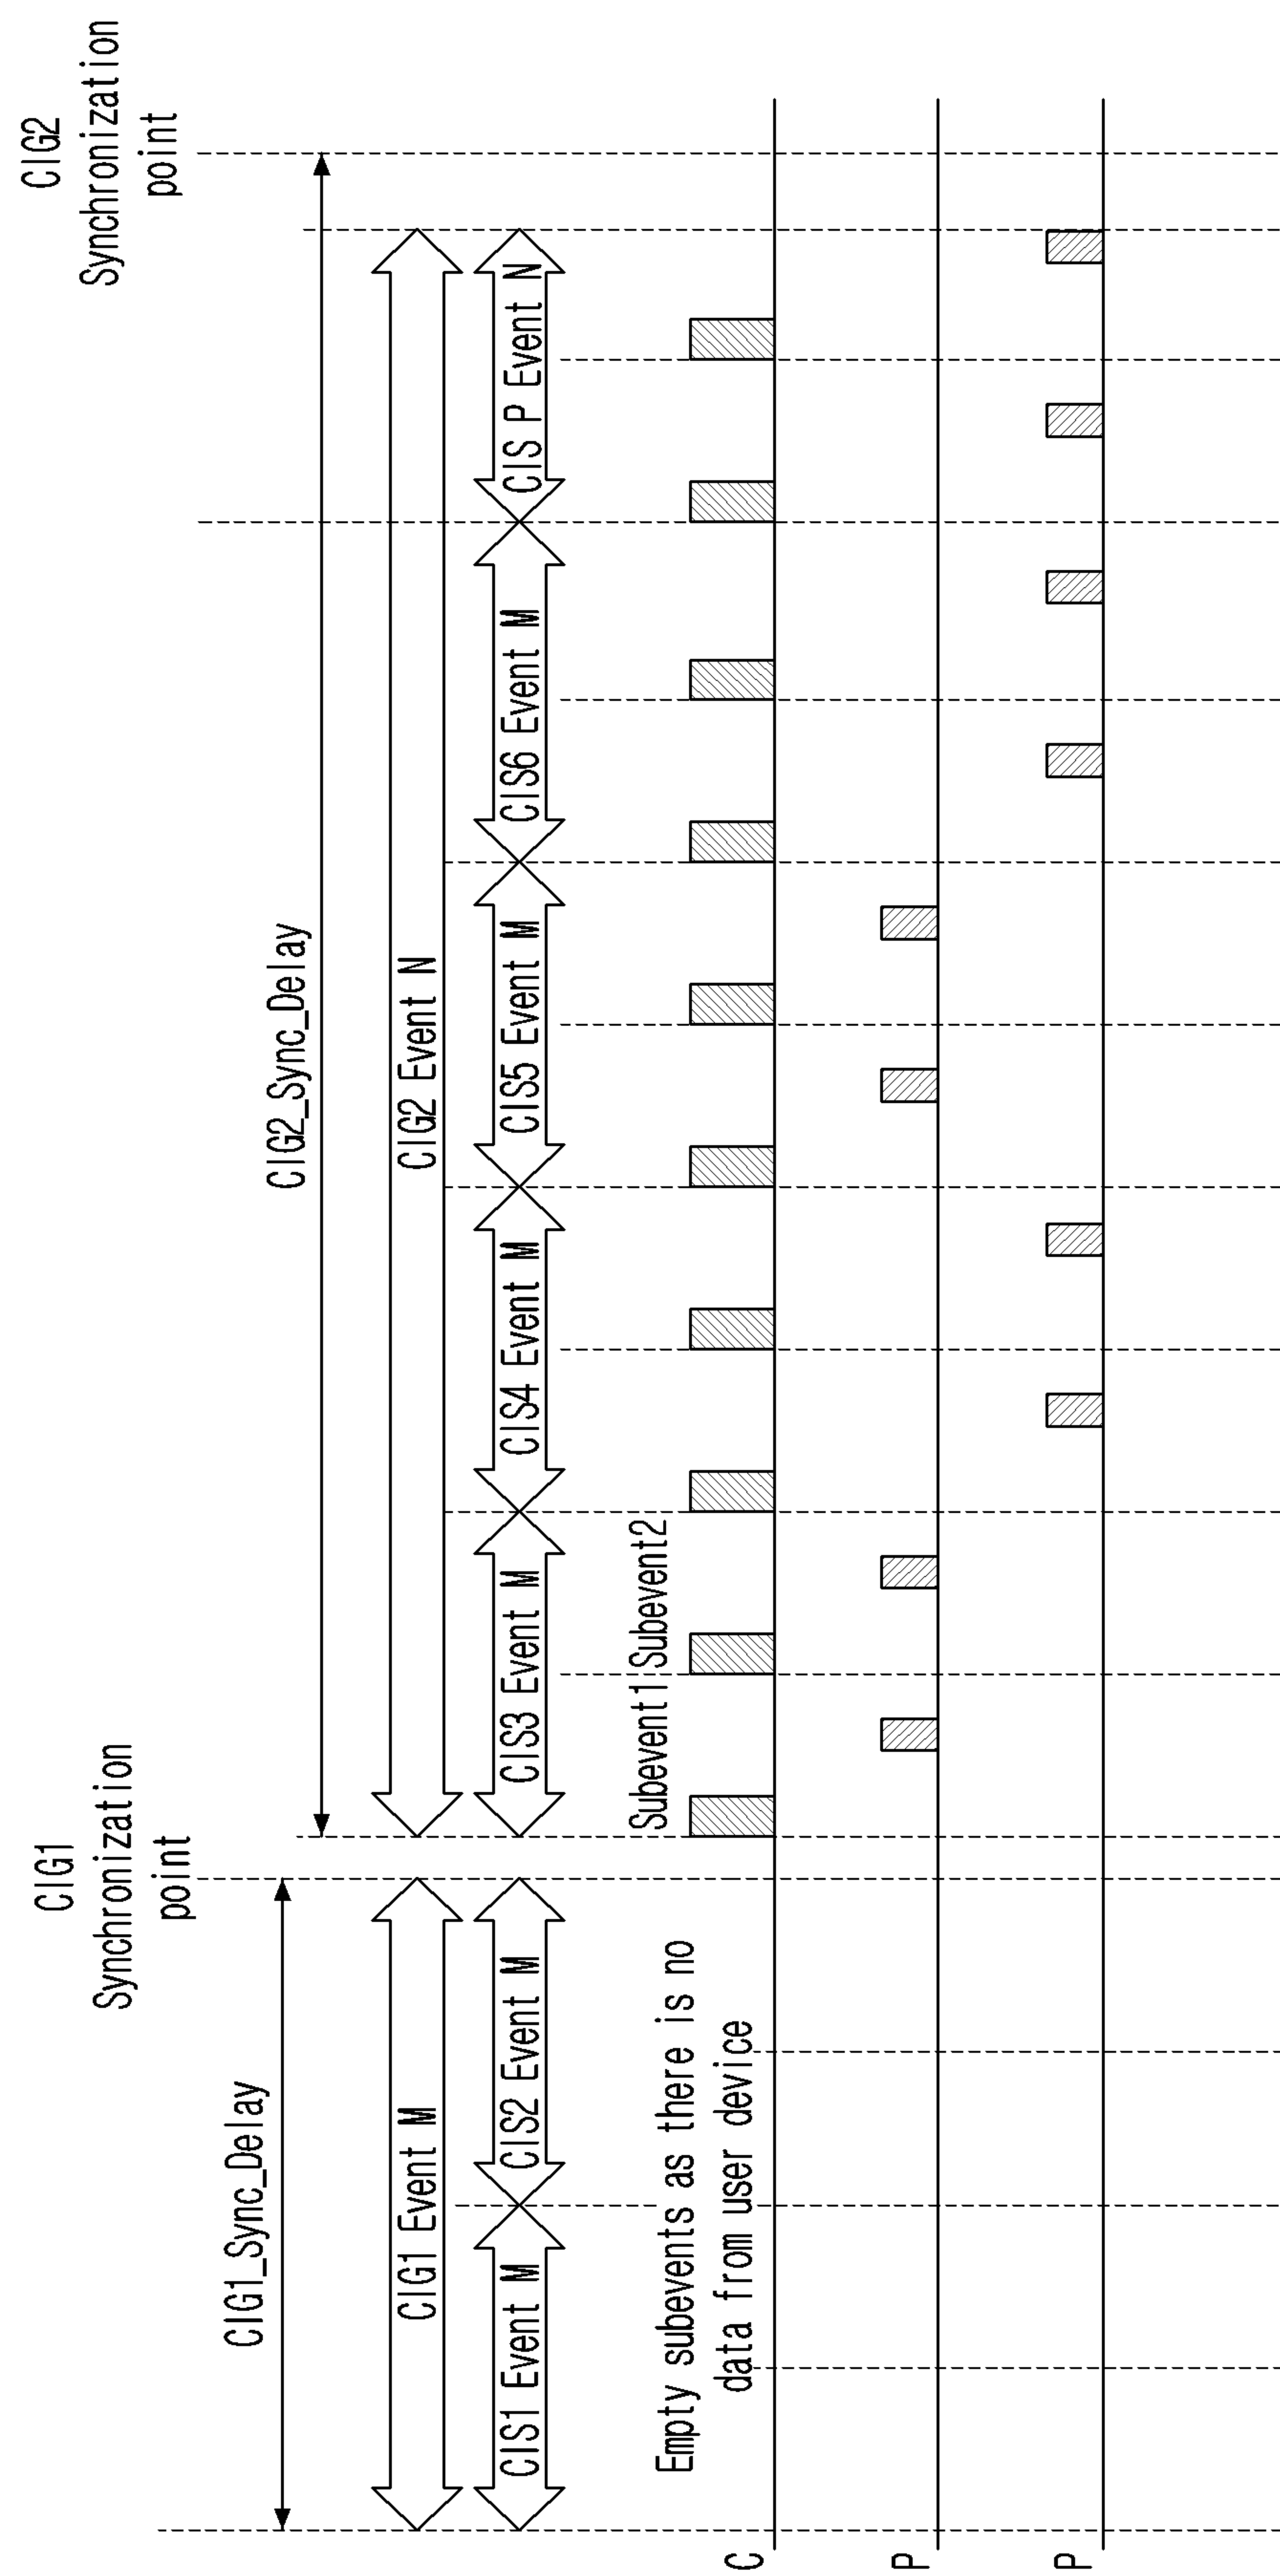 CIG1
Synchronization
point
CIG2
Synchronization
point
CIG1_Sync_Delay
CIG2_Sync_Delay
CIG1 Event M
CIG2 Event N
CIS1 Event M
CIS2 Event M
CIS3 Event M
CIS4 Event M
CIS5 Event M
CIS6 Event M
CIS P Event N
Empty subevents as there is no
data from user device
Subevent1 Subevent2
C
P
P